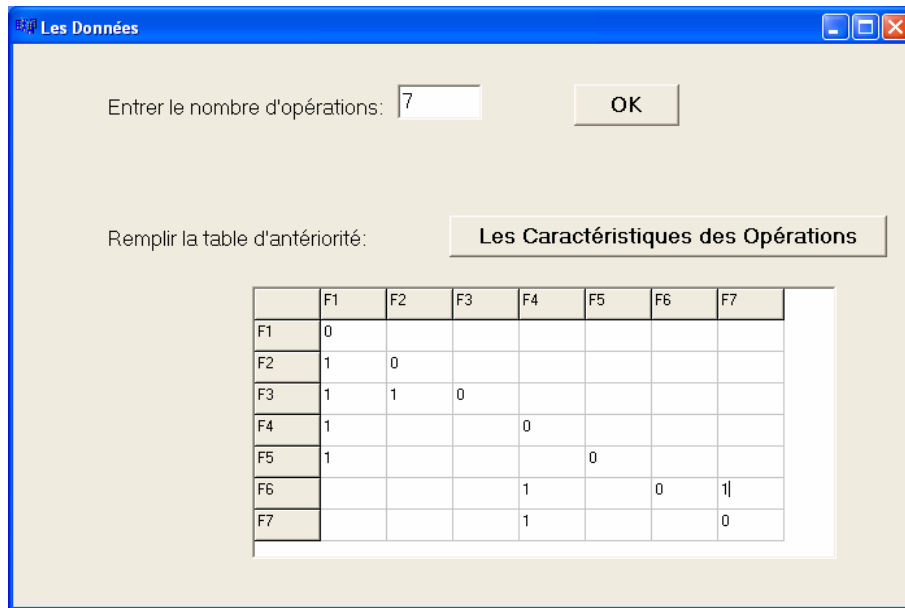 Les Données
Entrer le nombre d'opérations: 7 OK
Remplir la table d'antériorité: Les Caractéristiques des Opérations
F1 F2 F3 F4 F5 F6 F7
F1 0
F2 1 0
F3 1 1 0
F4 1 0
F5 1 0
F6 1 0 1
F7 1 0